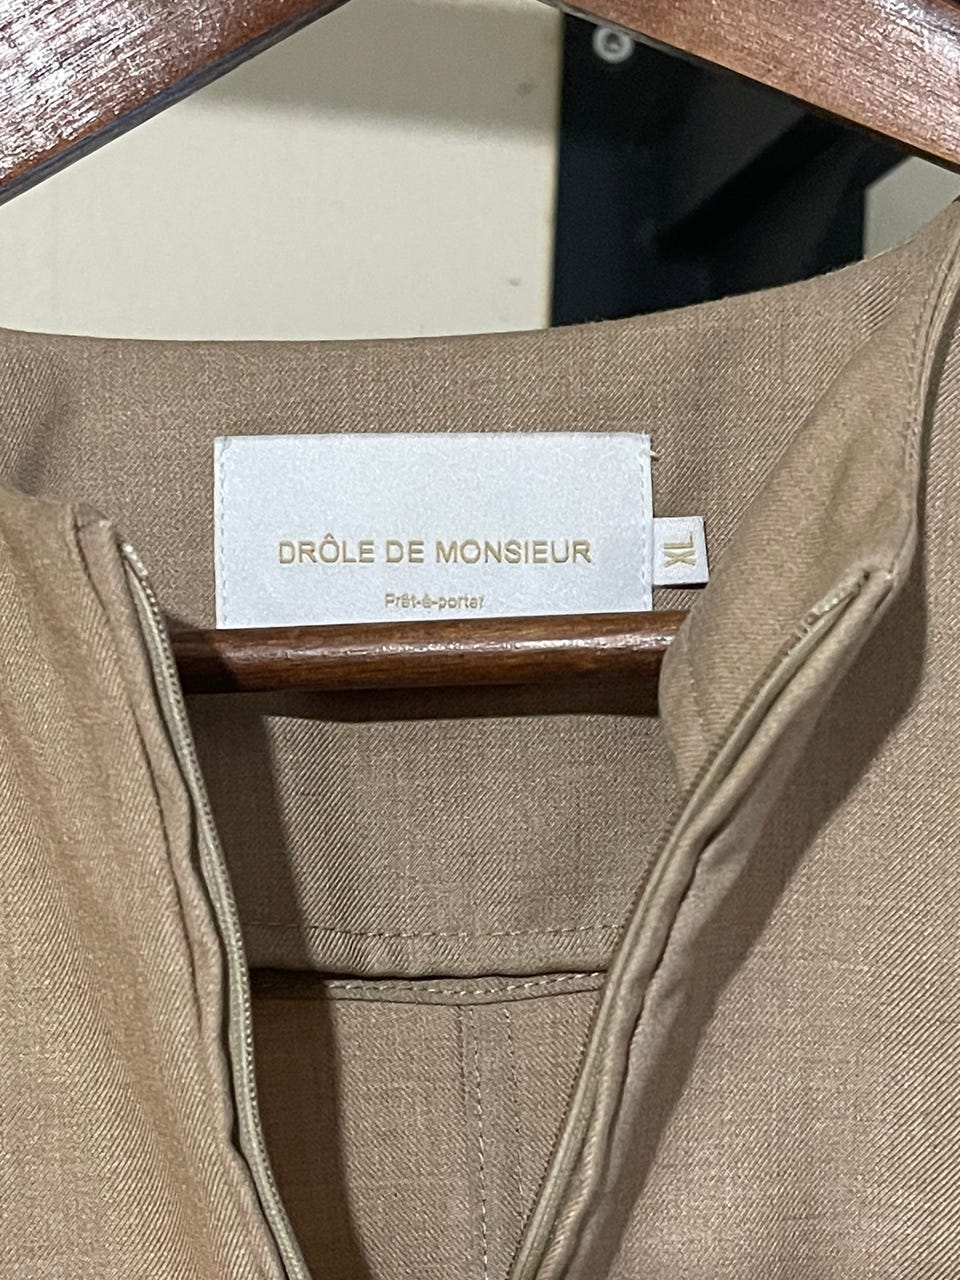 DRÔLE DE MONSIEUR
XL
Prêt-à-porter